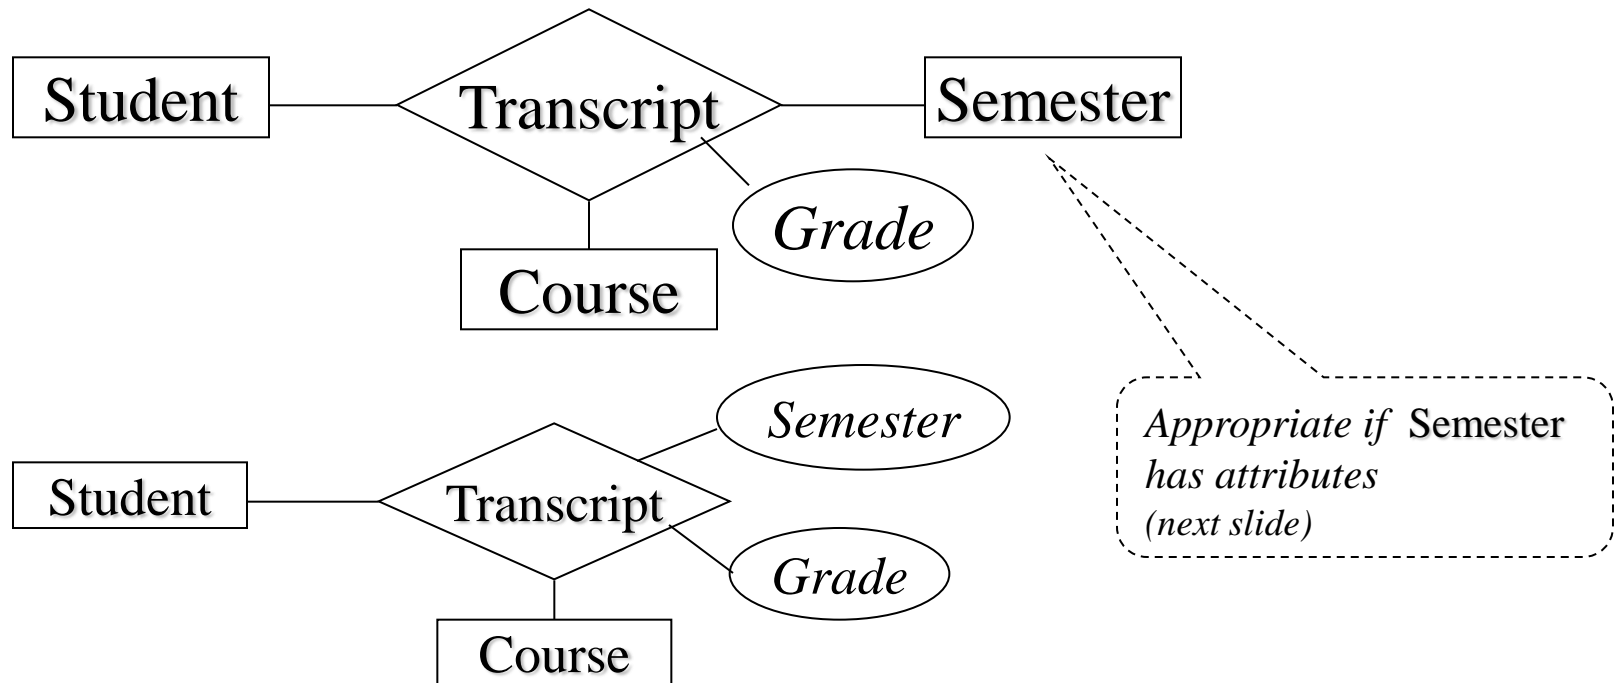 Student
Transcript
Semester
Grade
Course
Semester
Student
Transcript
Grade
Course
Appropriate if Semester
has attributes
(next slide)